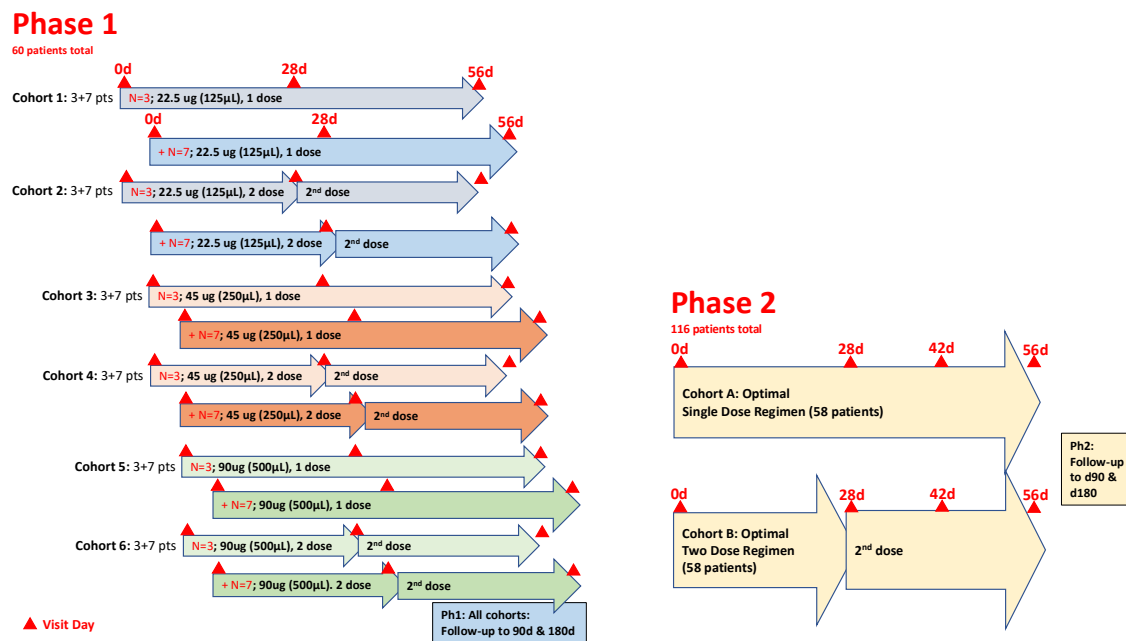 Phase 1
60 patients total
0d 28d 56d
Cohort 1: 3+7 pts N=3; 22.5 ug (125µL), 1 dose
0d 28d 56d
+ N=7; 22.5 ug (125µL), 1 dose
Cohort 2: 3+7 pts N=3; 22.5 ug (125µL), 2 dose 2nd dose
+ N=7; 22.5 ug (125µL), 2 dose 2nd dose
Cohort 3: 3+7 pts N=3; 45 ug (250µL), 1 dose
+ N=7; 45 ug (250µL), 1 dose
Cohort 4: 3+7 pts N=3; 45 ug (250µL), 2 dose 2nd dose
+ N=7; 45 ug (250µL), 2 dose 2nd dose
Cohort 5: 3+7 pts N=3; 90ug (500µL), 1 dose
+ N=7; 90ug (500µL), 1 dose
Cohort 6: 3+7 pts N=3; 90ug (500µL), 2 dose 2nd dose
+ N=7; 90ug (500µL). 2 dose 2nd dose
Ph1: All cohorts:
Follow-up to 90d & 180d
Visit Day
Phase 2
116 patients total
0d 28d 42d 56d
Cohort A: Optimal
Single Dose Regimen (58 patients)
0d 28d 42d 56d
Cohort B: Optimal
Two Dose Regimen
(58 patients)
2nd dose
Ph2:
Follow-up
to d90 &
d180